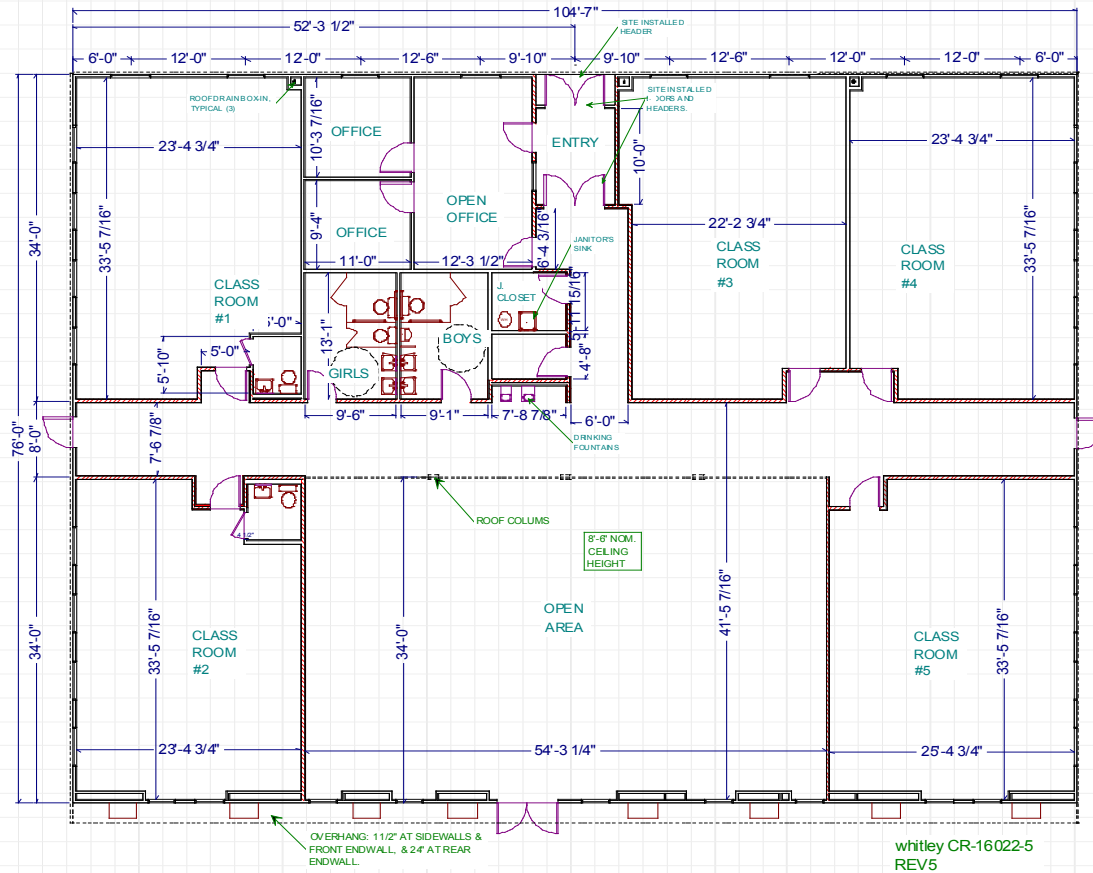 104'-7"
52'-3 1/2"
SITE INSTALLED
HEADER
6'-0"
12'-0"
12'-0"
12'-6"
9'-10"
9'-10"
12'-6"
12'-0"
12'-0"
6'-0"
ROOF DRAIN BOX-IN,
TYPICAL (3)
SITE INSTALLED
HEADERS.
10'-3 7/16"
OFFICE
ENTRY
10'-0"
23'-4 3/4"
23'-4 3/4"
OPEN
OFFICE
9'-4"
OFFICE
6'-4 3/16"
22'-2 3/4"
JANITOR'S
SINK
CLASS
ROOM
#3
CLASS
ROOM
#4
34'-0"
33'-5 7/16"
33'-5 7/16"
11'-0"
12'-3 1/2"
CLASS
ROOM
#1
J.
CLOSET
13'-1"
BOYS
GIRLS
5'-0"
5'-10"
4'-8"
9'-6"
9'-1"
7'-8 7/8"
6'-0"
76'-0"
8'-0"
7'-6 7/8"
DRINKING
FOUNTAINS
ROOF COLUMS
8'-6" NOM.
CEILING
HEIGHT
OPEN
AREA
41'-5 7/16"
34'-0"
33'-5 7/16"
CLASS
ROOM
#2
34'-0"
CLASS
ROOM
#5
33'-5 7/16"
23'-4 3/4"
54'-3 1/4"
25'-4 3/4"
OVERHANG: 11/2" AT SIDEWALLS &
FRONT ENDWALL, & 24" AT REAR
ENDWALL.
whitley CR-16022-5
REV5